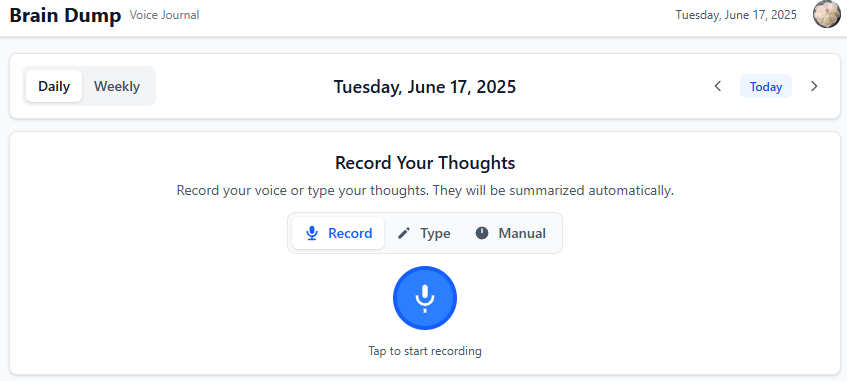 Brain Dump Voice Journal Tuesday, June 17, 2025
Daily Weekly Tuesday, June 17, 2025 Today
Record Your Thoughts
Record your voice or type your thoughts. They will be summarized automatically.
Record Type Manual
Tap to start recording